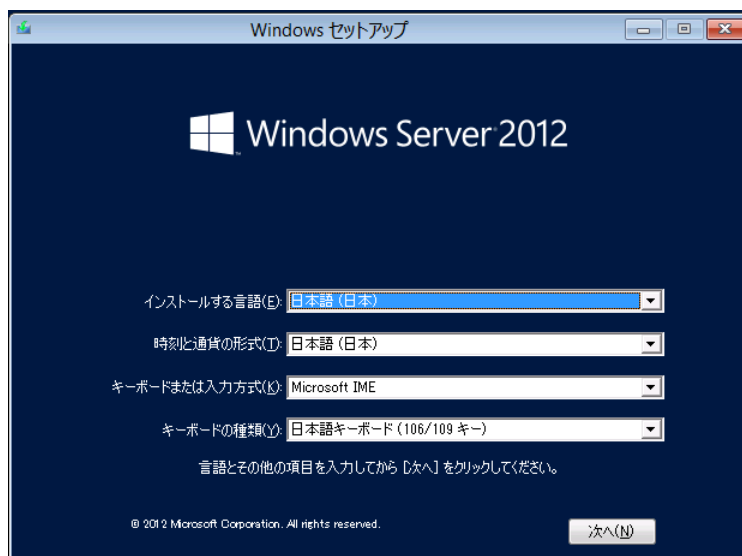 Windows セットアップ
Windows Server 2012
インストールする言語(E): 日本語 (日本)
時刻と通貨の形式(T): 日本語 (日本)
キーボードまたは入力方式(K): Microsoft IME
キーボードの種類(Y): 日本語キーボード (106/109 キー)
言語とその他の項目を入力してから [次へ] をクリックしてください。
© 2012 Microsoft Corporation. All rights reserved.
次へ(N)